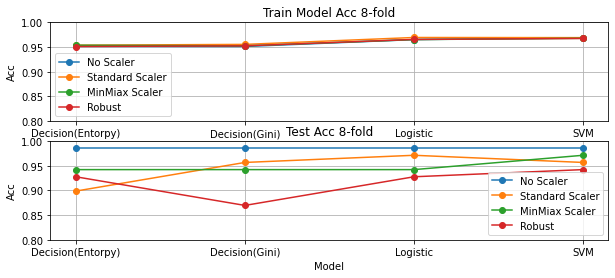 Train Model Acc 8-fold
1.00
0.95
0.90
0.85
0.80
Acc
No Scaler
Standard Scaler
MinMiax Scaler
Robust
Decision(Entorpy) Decision(Gini) Logistic SVM
Test Acc 8-fold
1.00
0.95
0.90
0.85
0.80
Acc
No Scaler
Standard Scaler
MinMiax Scaler
Robust
Decision(Entorpy) Decision(Gini) Logistic SVM
Model